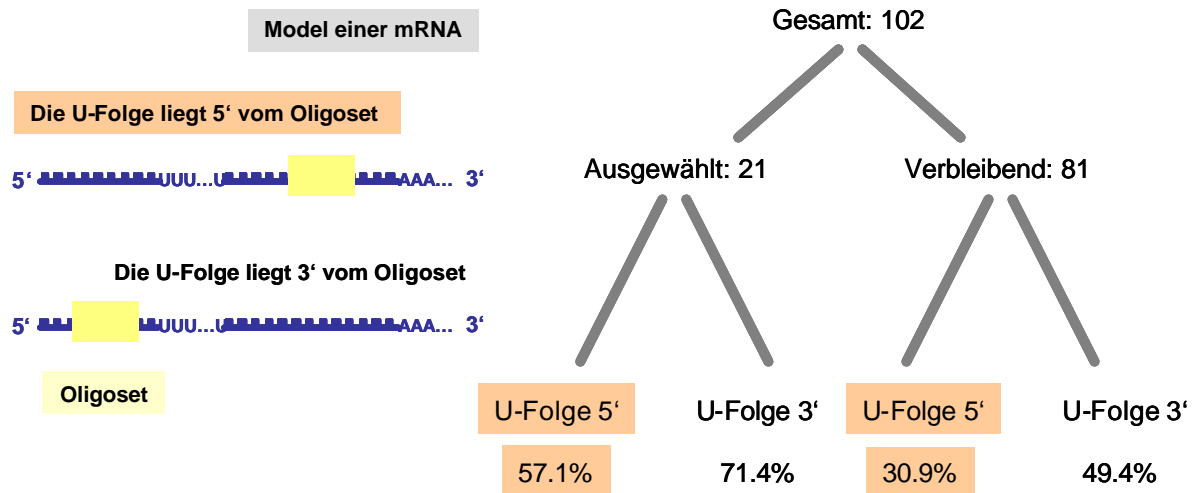 Model einer mRNA
Die U-Folge liegt 5‘ vom Oligoset
5‘ UUU...U AAA... 3‘
Die U-Folge liegt 3‘ vom Oligoset
5‘ UUU...U AAA... 3‘
Oligoset
Gesamt: 102
Ausgewählt: 21 Verbleibend: 81
U-Folge 5‘ U-Folge 3‘ U-Folge 5‘ U-Folge 3‘
57.1% 71.4% 30.9% 49.4%